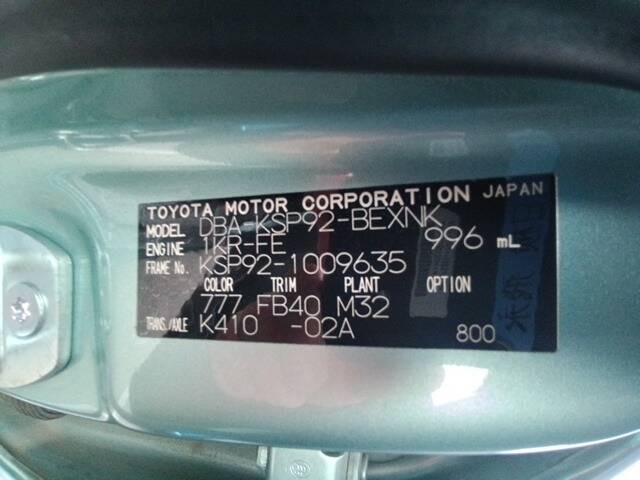 TOYOTA MOTOR CORPORATION JAPAN
MODEL DBA-KSP92-BEXNK
ENGINE 1KR-FE 996 mL
FRAME No. KSP92-1009635
COLOR TRIM PLANT OPTION
777 FB40 M32
TRANS./AXLE K410 -02A 800